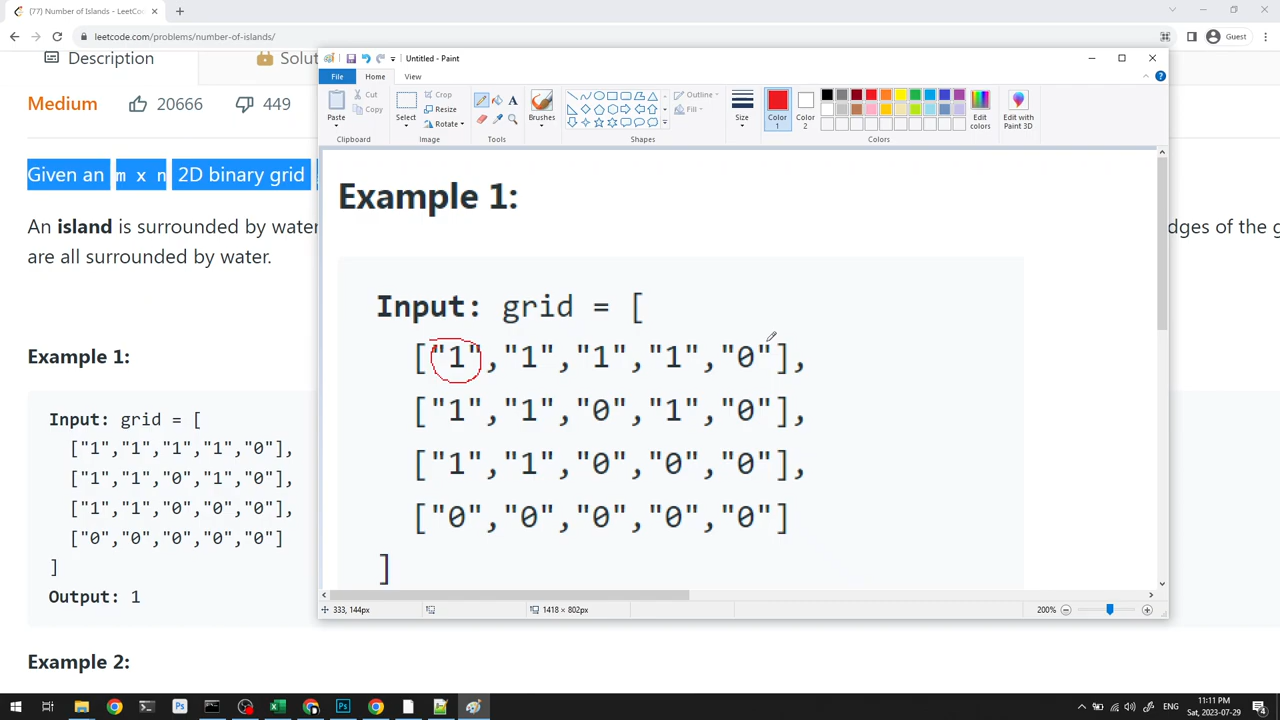 (77) Number of Islands - LeetCo
leetcode.com/problems/number-of-islands/
Guest
Description
Solut
Medium
20666
449
Given an m x n 2D binary grid
An island is surrounded by water
dges of the g
are all surrounded by water.
Example 1:
Input: grid = [
["1","1","1","1","0"],
["1","1","0","1","0"],
["1","1","0","0","0"],
["0","0","0","0","0"]
]
Output: 1
Example 2:
Untitled - Paint
File
Home
View
Paste
Cut
Copy
Clipboard
Select
Crop
Resize
Rotate
Image
A
Tools
Brushes
Shapes
Outline
Fill
Size
Color 1
Color 2
Edit colors
Colors
Edit with Paint 3D
Example 1:
Input: grid = [
["1","1","1","1","0"],
["1","1","0","1","0"],
["1","1","0","0","0"],
["0","0","0","0","0"]
]
333, 144px
1418 × 802px
200%
Ps
Ps
ENG
11:11 PM
Sat, 2023-07-29
4